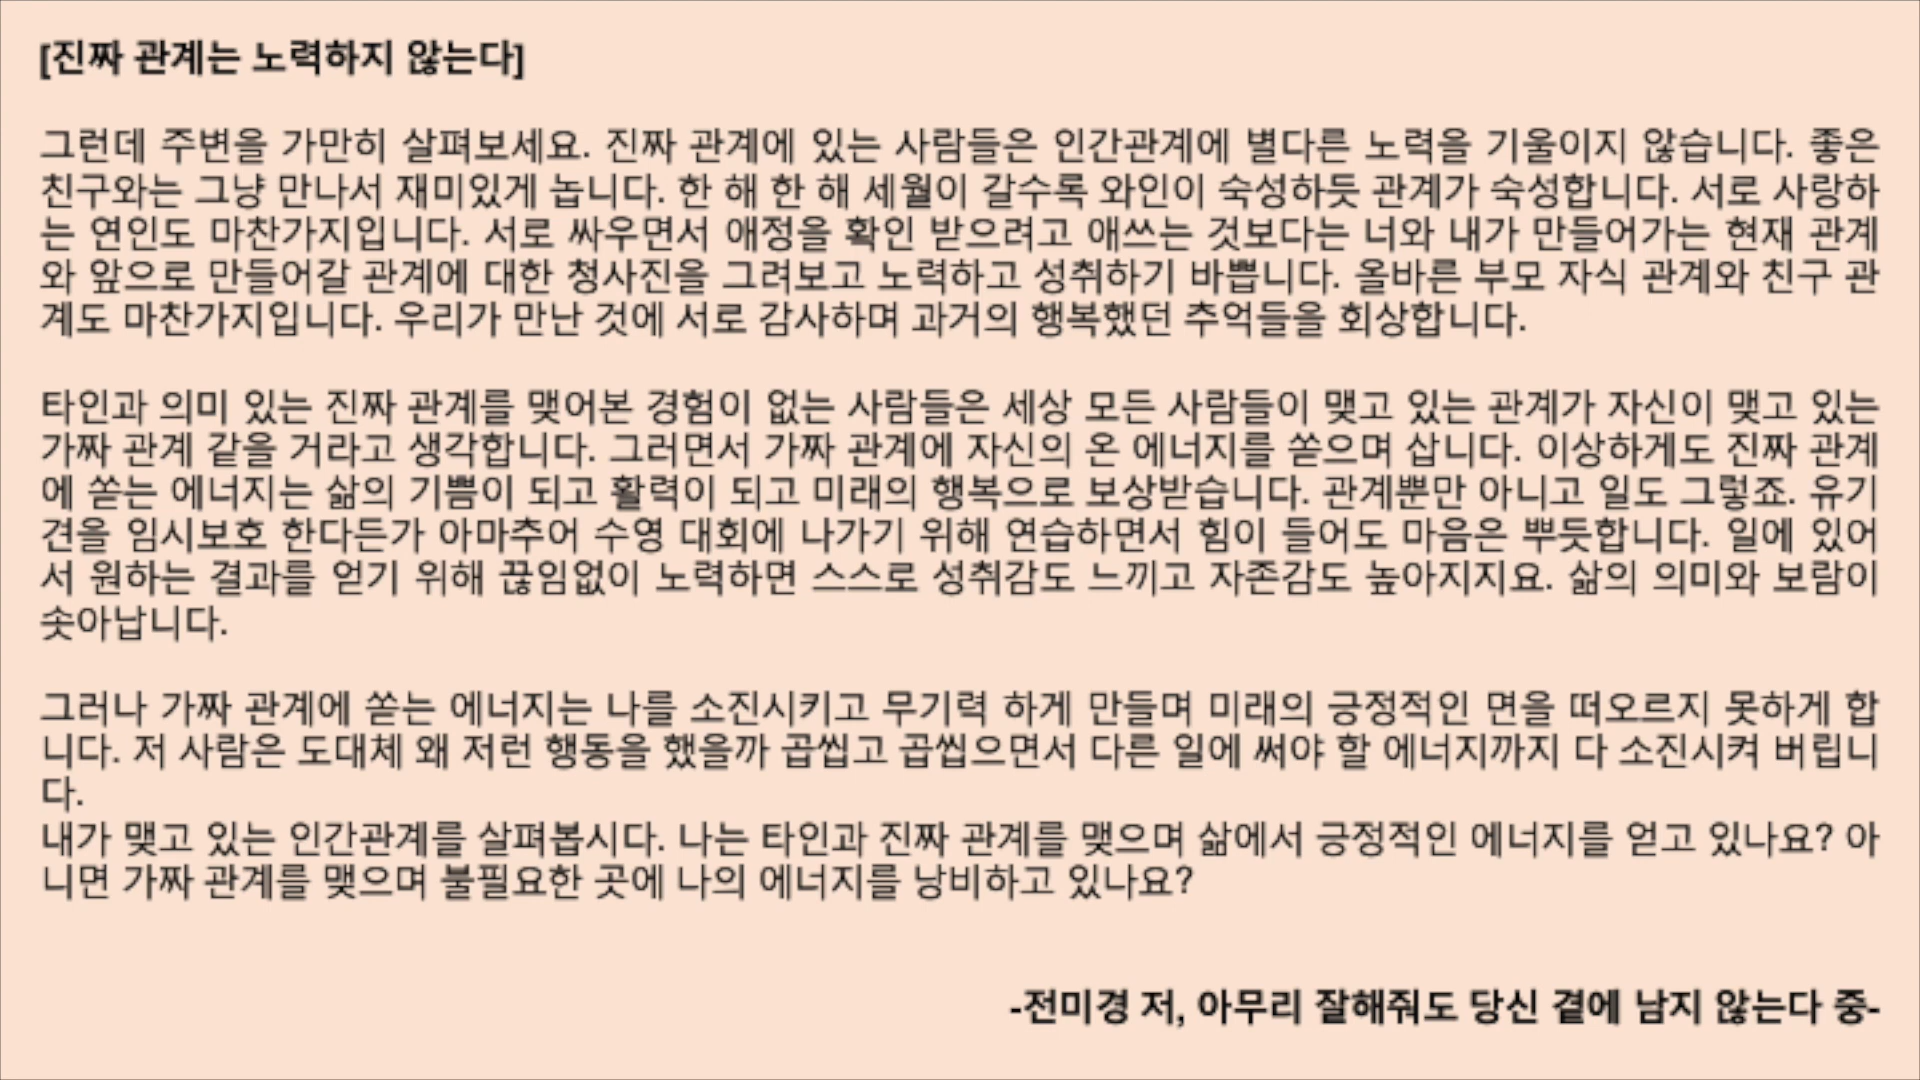 [진짜 관계는 노력하지 않는다]
그런데 주변을 가만히 살펴보세요. 진짜 관계에 있는 사람들은 인간관계에 별다른 노력을 기울이지 않습니다. 좋은
친구와는 그냥 만나서 재미있게 놉니다. 한 해 한 해 세월이 갈수록 와인이 숙성하듯 관계가 숙성합니다. 서로 사랑하
는 연인도 마찬가지입니다. 서로 싸우면서 애정을 확인 받으려고 애쓰는 것보다는 너와 내가 만들어가는 현재 관계
와 앞으로 만들어갈 관계에 대한 청사진을 그려보고 노력하고 성취하기 바쁩니다. 올바른 부모 자식 관계와 친구 관
계도 마찬가지입니다. 우리가 만난 것에 서로 감사하며 과거의 행복했던 추억들을 회상합니다.
타인과 의미 있는 진짜 관계를 맺어본 경험이 없는 사람들은 세상 모든 사람들이 맺고 있는 관계가 자신이 맺고 있는
가짜 관계 같을 거라고 생각합니다. 그러면서 가짜 관계에 자신의 온 에너지를 쏟으며 삽니다. 이상하게도 진짜 관계
에 쏟는 에너지는 삶의 기쁨이 되고 활력이 되고 미래의 행복으로 보상받습니다. 관계뿐만 아니고 일도 그렇죠. 유기
견을 임시보호 한다든가 아마추어 수영 대회에 나가기 위해 연습하면서 힘이 들어도 마음은 뿌듯합니다. 일에 있어
서 원하는 결과를 얻기 위해 끊임없이 노력하면 스스로 성취감도 느끼고 자존감도 높아지지요. 삶의 의미와 보람이
솟아납니다.
그러나 가짜 관계에 쏟는 에너지는 나를 소진시키고 무기력 하게 만들며 미래의 긍정적인 면을 떠오르지 못하게 합
니다. 저 사람은 도대체 왜 저런 행동을 했을까 곱씹고 곱씹으면서 다른 일에 써야 할 에너지까지 다 소진시켜 버립니
다.
내가 맺고 있는 인간관계를 살펴봅시다. 나는 타인과 진짜 관계를 맺으며 삶에서 긍정적인 에너지를 얻고 있나요? 아
니면 가짜 관계를 맺으며 불필요한 곳에 나의 에너지를 낭비하고 있나요?
-전미경 저, 아무리 잘해줘도 당신 곁에 남지 않는다 중-